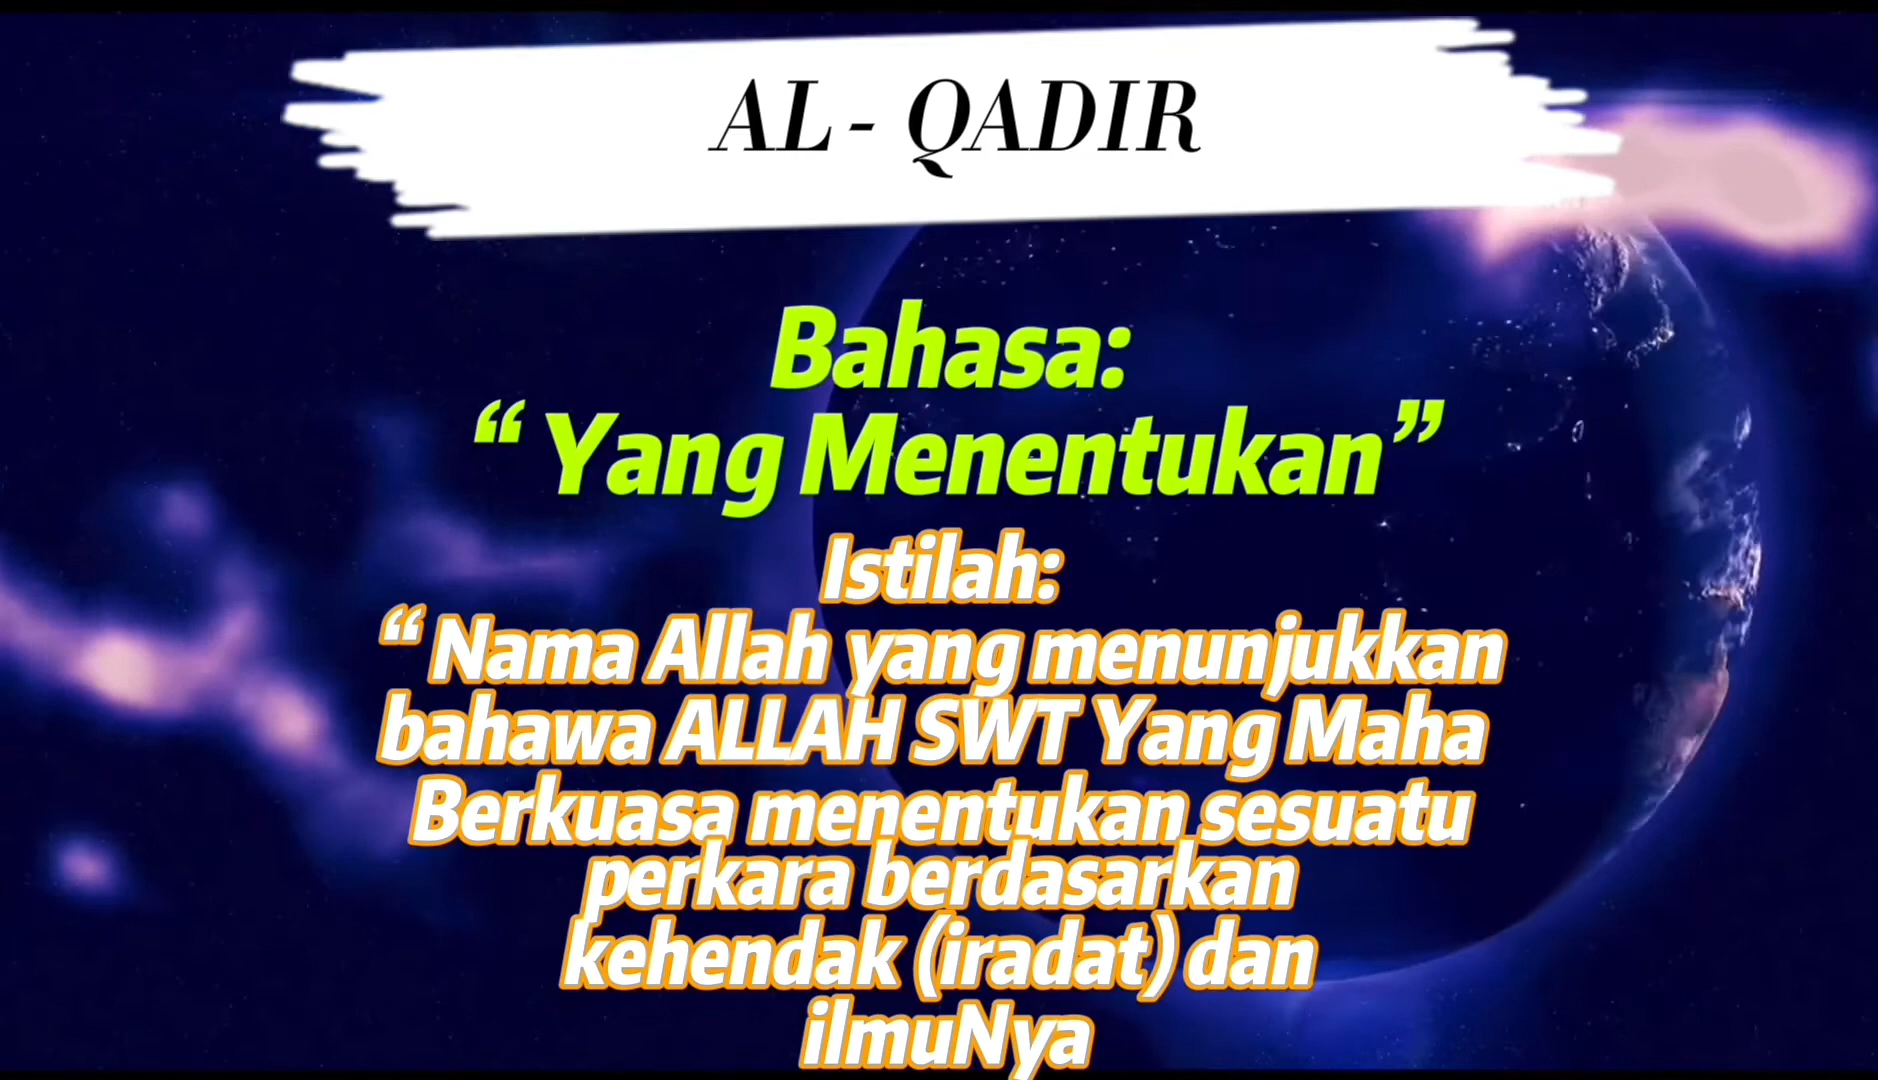 AL - QADIR
Bahasa:
“ Yang Menentukan”
Istilah:
“ Nama Allah yang menunjukkan
bahawa ALLAH SWT Yang Maha
Berkuasa menentukan sesuatu
perkara berdasarkan
kehendak (iradat) dan
ilmuNya